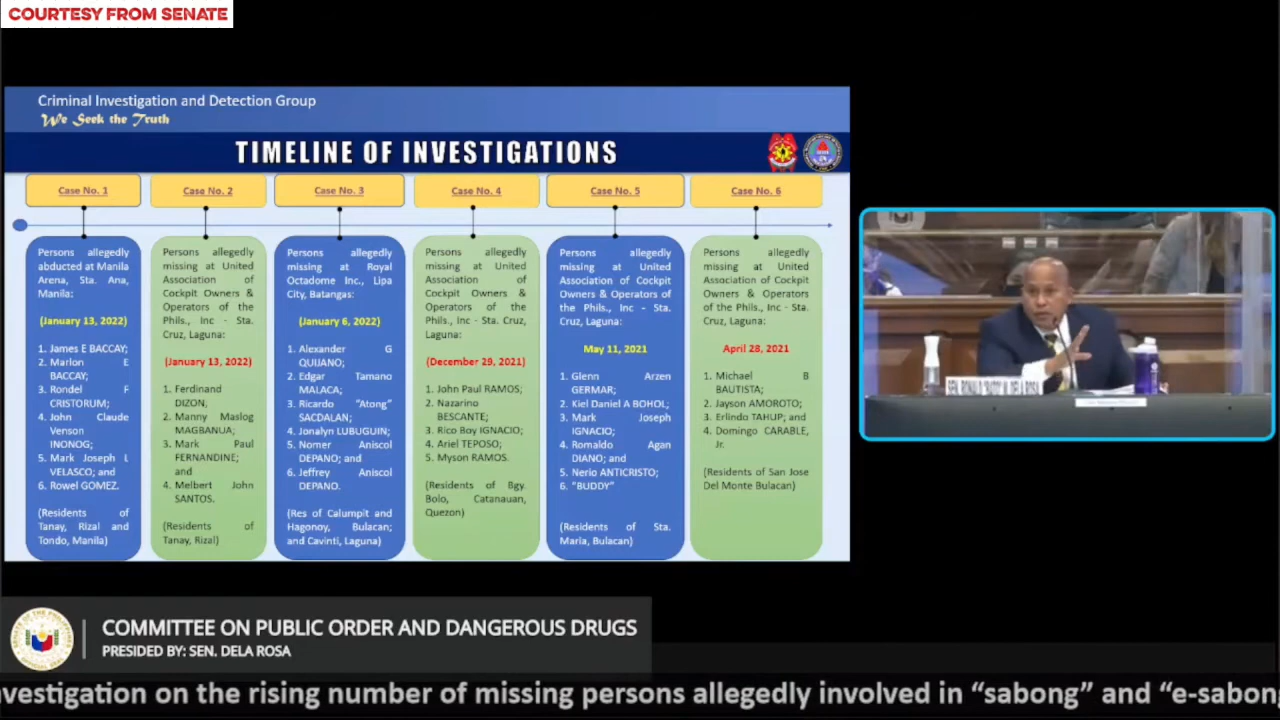 COURTESY FROM SENATE
Criminal Investigation and Detection Group
We Seek the Truth
TIMELINE OF INVESTIGATIONS
Case No. 1
Persons allegedly
abducted at Manila
Arena, Sta. Ana,
Manila:
(January 13, 2022)
1. James E BACCAY;
2. Marlon E
BACCAY;
3. Rondel F
CRISTORUM;
4. John Claude
Venson
INONOG;
5. Mark Joseph L
VELASCO; and
6. Rowel GOMEZ.
(Residents of
Tanay, Rizal and
Tondo, Manila)
Case No. 2
Persons allegedly
missing at United
Association of
Cockpit Owners &
Operators of the
Phils., Inc - Sta.
Cruz, Laguna:
(January 13, 2022)
1. Ferdinand
DIZON,
2. Manny Maslog
MAGBANUA;
3. Mark Paul
FERNANDINE;
and
4. Melbert John
SANTOS.
(Residents of
Tanay, Rizal)
Case No. 3
Persons allegedly
missing at Royal
Octadome Inc., Lipa
City, Batangas:
(January 6, 2022)
1. Alexander G
QUIJANO;
2. Edgar Tamano
MALACA;
3. Ricardo "Atong"
SACDALAN;
4. Jonalyn LUBUGUIN;
5. Nomer Aniscol
DEPANO; and
6. Jeffrey Aniscol
DEPANO.
(Res of Calumpit and
Hagonoy, Bulacan;
and Cavinti, Laguna)
Case No. 4
Persons allegedly
missing at United
Association of
Cockpit Owners &
Operators of the
Phils., Inc - Sta. Cruz,
Laguna:
(December 29, 2021)
1. John Paul RAMOS;
2. Nazarino
BESCANTE;
3. Rico Boy IGNACIO;
4. Ariel TEPOSO;
5. Myson RAMOS.
(Residents of Bgy.
Bolo, Catanauan,
Quezon)
Case No. 5
Persons allegedly
missing at United
Association of Cockpit
Owners & Operators of
the Phils., Inc - Sta.
Cruz, Laguna:
May 11, 2021
1. Glenn Arzen
GERMAR;
2. Kiel Daniel A BOHOL;
3. Mark Joseph
IGNACIO;
4. Romaldo Agan
DIANO; and
5. Nerio ANTICRISTO;
6. "BUDDY"
(Residents of Sta.
Maria, Bulacan)
Case No. 6
Persons allegedly
missing at United
Association of Cockpit
Owners & Operators
of the Phils., Inc - Sta.
Cruz, Laguna:
April 28, 2021
1. Michael B
BAUTISTA;
2. Jayson AMOROTO;
3. Erlindo TAHUP; and
4. Domingo CARABLE,
Jr.
(Residents of San Jose
Del Monte Bulacan)
SEN. RONALD "BATO" M. DELA ROSA
COMMITTEE ON PUBLIC ORDER AND DANGEROUS DRUGS
PRESIDED BY: SEN. DELA ROSA
nvestigation on the rising number of missing persons allegedly involved in "sabong" and "e-sabong